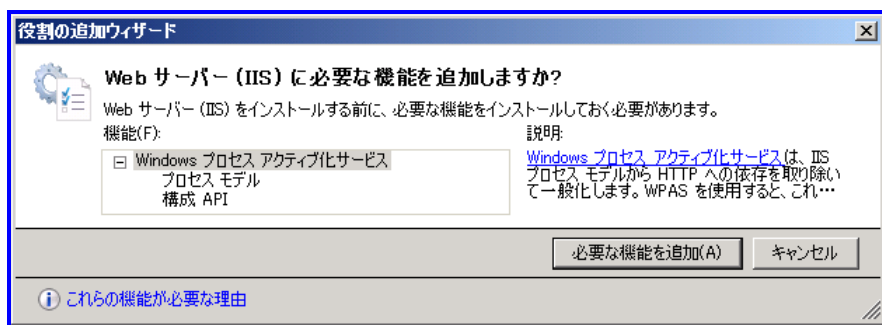 役割の追加ウィザード
Web サーバー (IIS) に必要な機能を追加しますか?
Web サーバー (IIS) をインストールする前に、必要な機能をインストールしておく必要があります。
機能(F):
説明:
Windows プロセス アクティブ化サービス
プロセス モデル
構成 API
Windows プロセス アクティブ化サービスは、IIS
プロセス モデルから HTTP への依存を取り除い
て一般化します。WPAS を使用すると、これ…
必要な機能を追加(A)
キャンセル
これらの機能が必要な理由